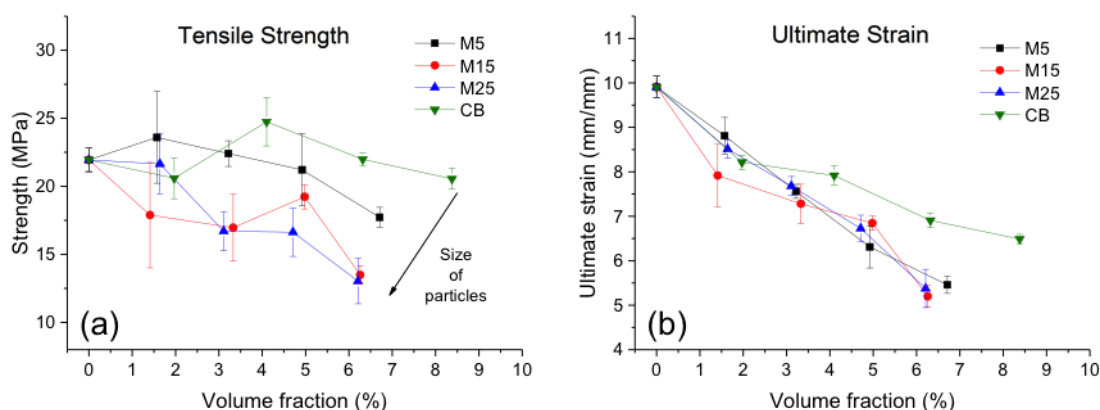 Tensile Strength
M5
M15
M25
CB
30
25
20
15
10
Strength (MPa)
Size
of
particles
(a)
0 1 2 3 4 5 6 7 8 9 10
Volume fraction (%)
Ultimate Strain
M5
M15
M25
CB
11
10
9
8
7
6
5
4
Ultimate strain (mm/mm)
(b)
0 1 2 3 4 5 6 7 8 9 10
Volume fraction (%)